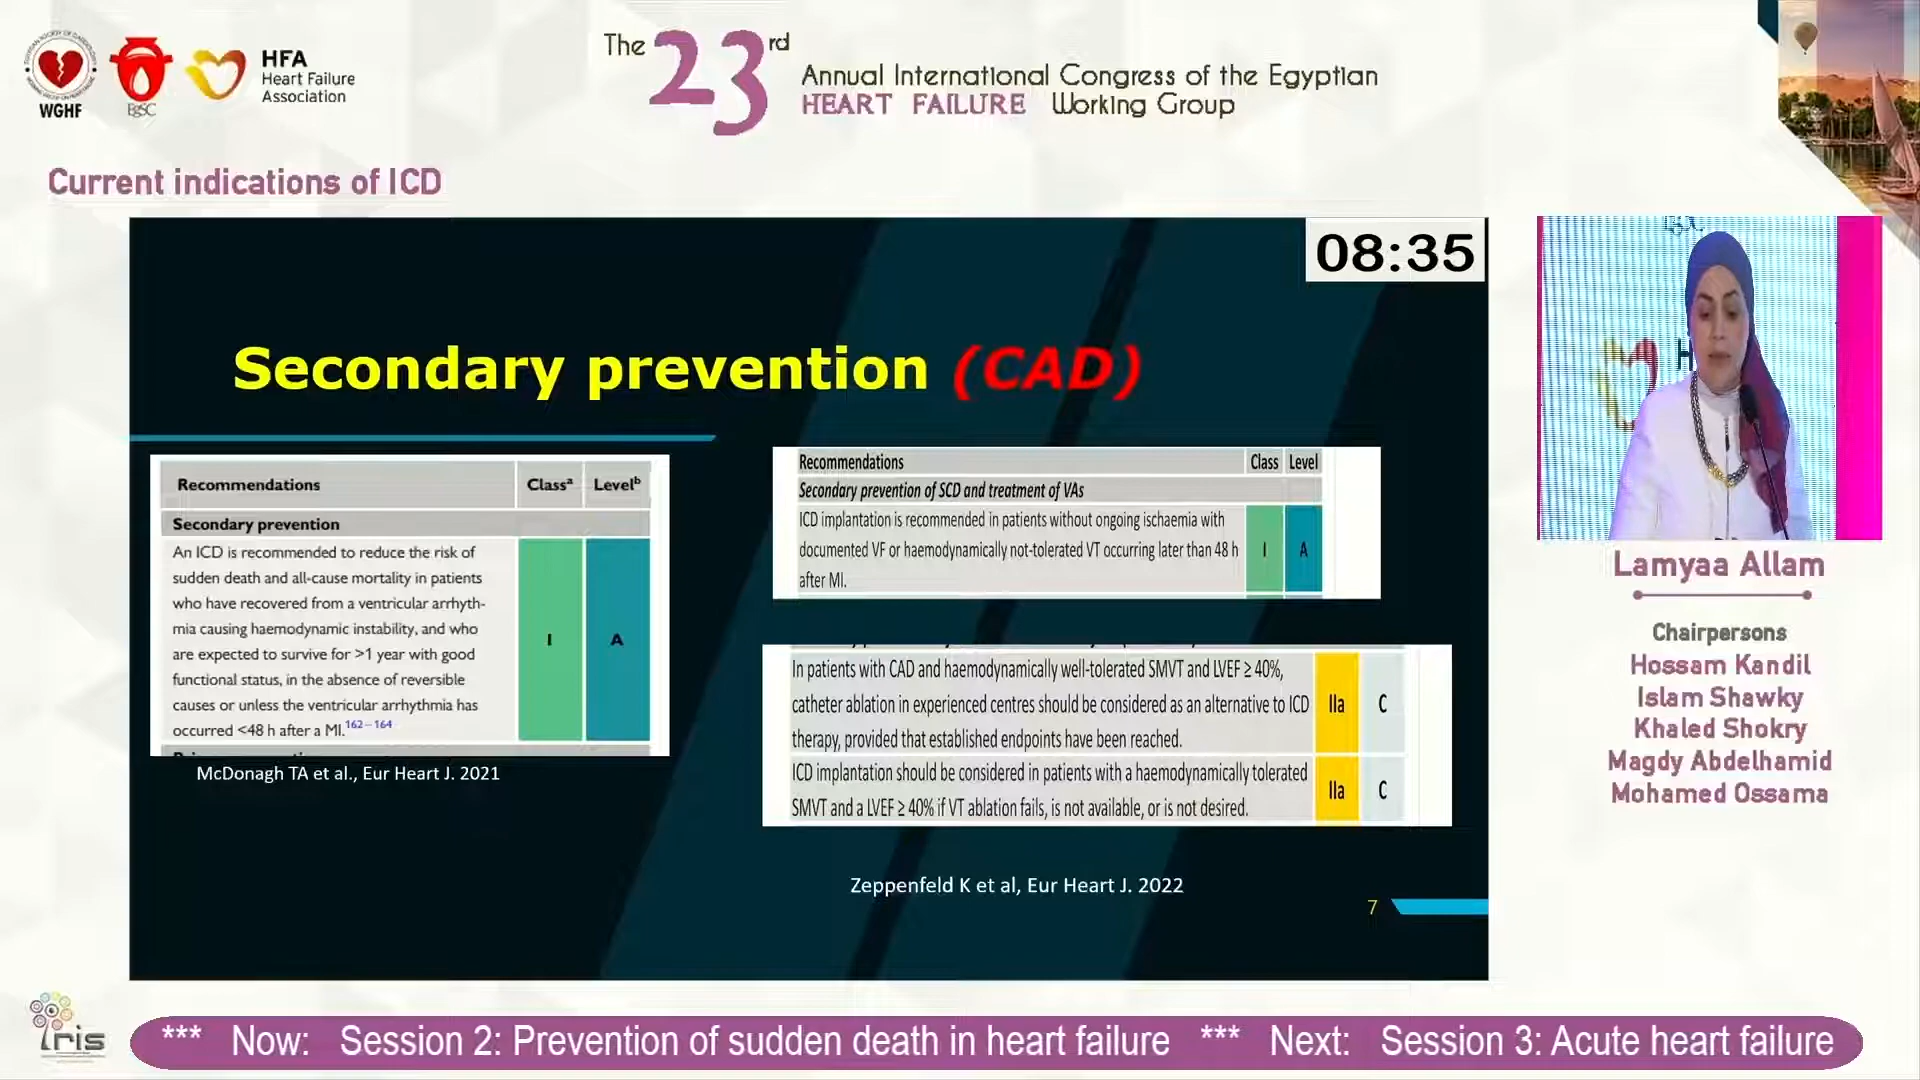 The 23rd
Annual International Congress of the Egyptian
HEART FAILURE Working Group
WGHF
EgSC
HFA
Heart Failure
Association
Current indications of ICD
08:35
Secondary prevention (CAD)
Recommendations Classᵃ Levelᵇ
Secondary prevention
An ICD is recommended to reduce the risk of
sudden death and all-cause mortality in patients
who have recovered from a ventricular arrhyth-
mia causing haemodynamic instability, and who
are expected to survive for >1 year with good
functional status, in the absence of reversible
causes or unless the ventricular arrhythmia has
occurred <48 h after a MI.162–164
I A
McDonagh TA et al., Eur Heart J. 2021
Recommendations Class Level
Secondary prevention of SCD and treatment of VAs
ICD implantation is recommended in patients without ongoing ischaemia with
documented VF or haemodynamically not-tolerated VT occurring later than 48 h
after MI.
I A
In patients with CAD and haemodynamically well-tolerated SMVT and LVEF ≥ 40%,
catheter ablation in experienced centres should be considered as an alternative to ICD
therapy, provided that established endpoints have been reached.
IIa C
ICD implantation should be considered in patients with a haemodynamically tolerated
SMVT and a LVEF ≥ 40% if VT ablation fails, is not available, or is not desired.
IIa C
Zeppenfeld K et al, Eur Heart J. 2022
7
Lamyaa Allam
Chairpersons
Hossam Kandil
Islam Shawky
Khaled Shokry
Magdy Abdelhamid
Mohamed Ossama
iris
*** Now: Session 2: Prevention of sudden death in heart failure *** Next: Session 3: Acute heart failure